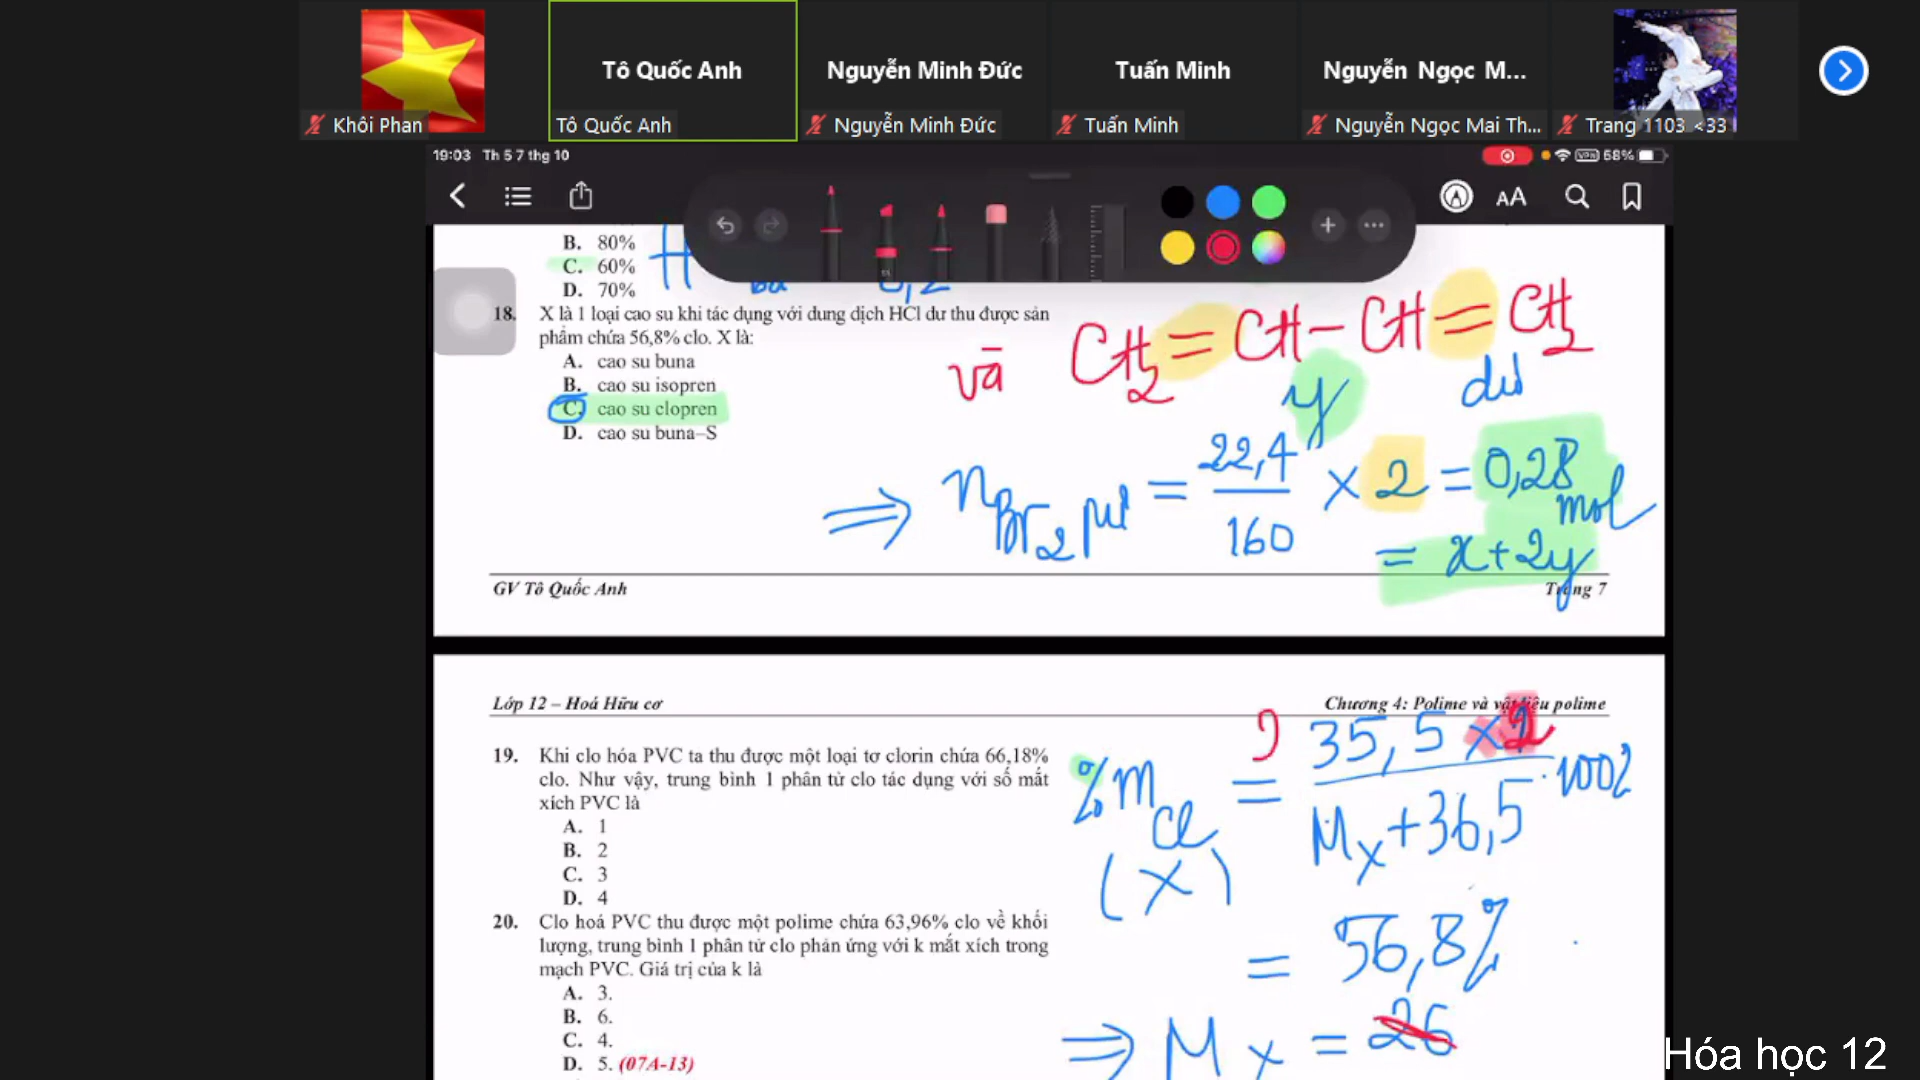 Tô Quốc Anh
Nguyễn Minh Đức
Tuấn Minh
Nguyễn Ngọc M...
Khôi Phan
Tô Quốc Anh
Nguyễn Minh Đức
Tuấn Minh
Nguyễn Ngọc Mai Th...
Trang 1103 <33
19:03 Th 5 7 thg 10
VPN 58%
AA
B. 80%
C. 60%
D. 70%
18. X là 1 loại cao su khi tác dụng với dung dịch HCl dư thu được sản
phẩm chứa 56,8% clo. X là:
A. cao su buna
B. cao su isopren
C. cao su clopren
D. cao su buna–S
và CH2 = CH – CH = CH2
y dư
⇒ nBr2 pư = 22,4/160 × 2 = 0,28 mol
= x + 2y
GV Tô Quốc Anh
Trang 7
Lớp 12 – Hoá Hữu cơ
Chương 4: Polime và vật liệu polime
19. Khi clo hóa PVC ta thu được một loại tơ clorin chứa 66,18%
clo. Như vậy, trung bình 1 phân tử clo tác dụng với số mắt
xích PVC là
A. 1
B. 2
C. 3
D. 4
20. Clo hoá PVC thu được một polime chứa 63,96% clo về khối
lượng, trung bình 1 phân tử clo phản ứng với k mắt xích trong
mạch PVC. Giá trị của k là
A. 3.
B. 6.
C. 4.
D. 5. (07A-13)
%mCl = 35,5 × 2 / MX + 36,5 · 100%
(X)
= 56,8%
⇒ MX = 26
Hóa học 12